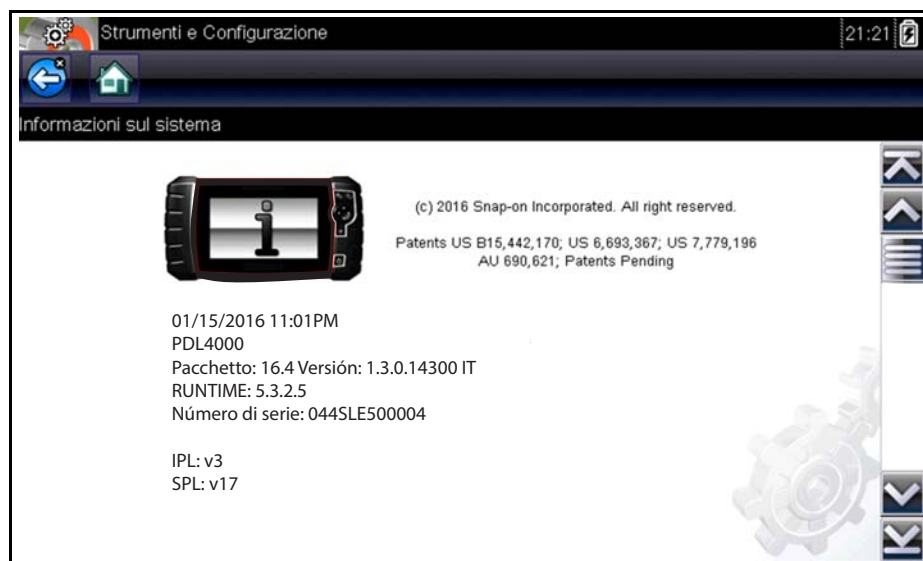 Strumenti e Configurazione
21:21
Informazioni sul sistema
(c) 2016 Snap-on Incorporated. All right reserved.
Patents US B15,442,170; US 6,693,367; US 7,779,196
AU 690,621; Patents Pending
01/15/2016 11:01PM
PDL4000
Pacchetto: 16.4 Versión: 1.3.0.14300 IT
RUNTIME: 5.3.2.5
Número di serie: 044SLE500004
IPL: v3
SPL: v17